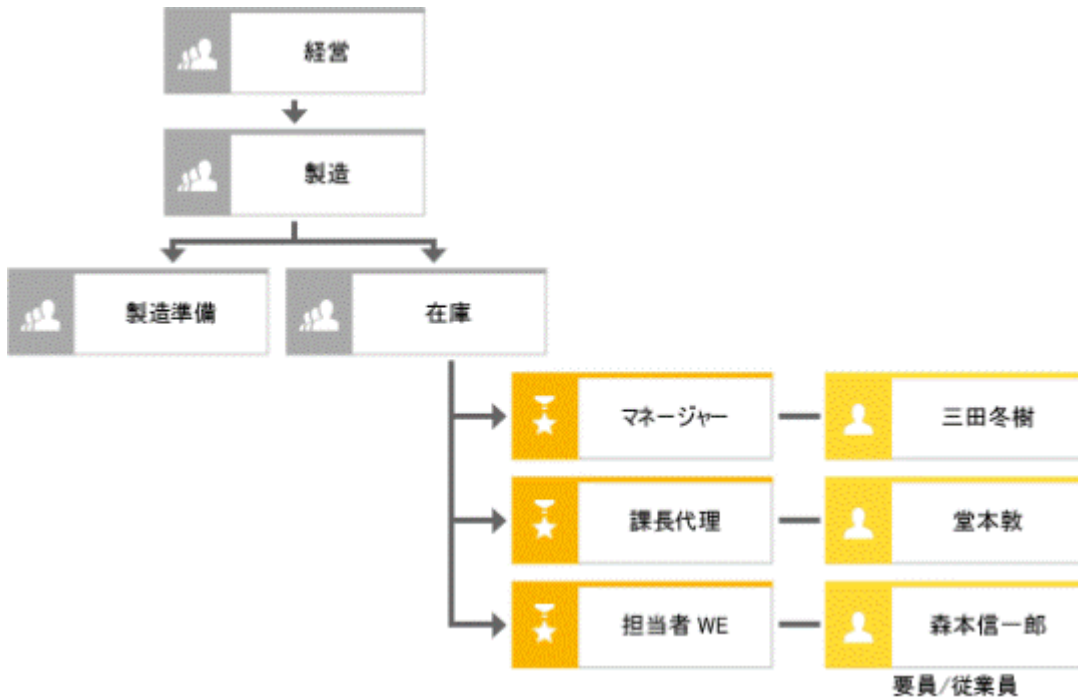 経営
製造
製造準備
在庫
マネージャー
三田冬樹
課長代理
堂本敦
担当者 WE
森本信一郎
要員/従業員